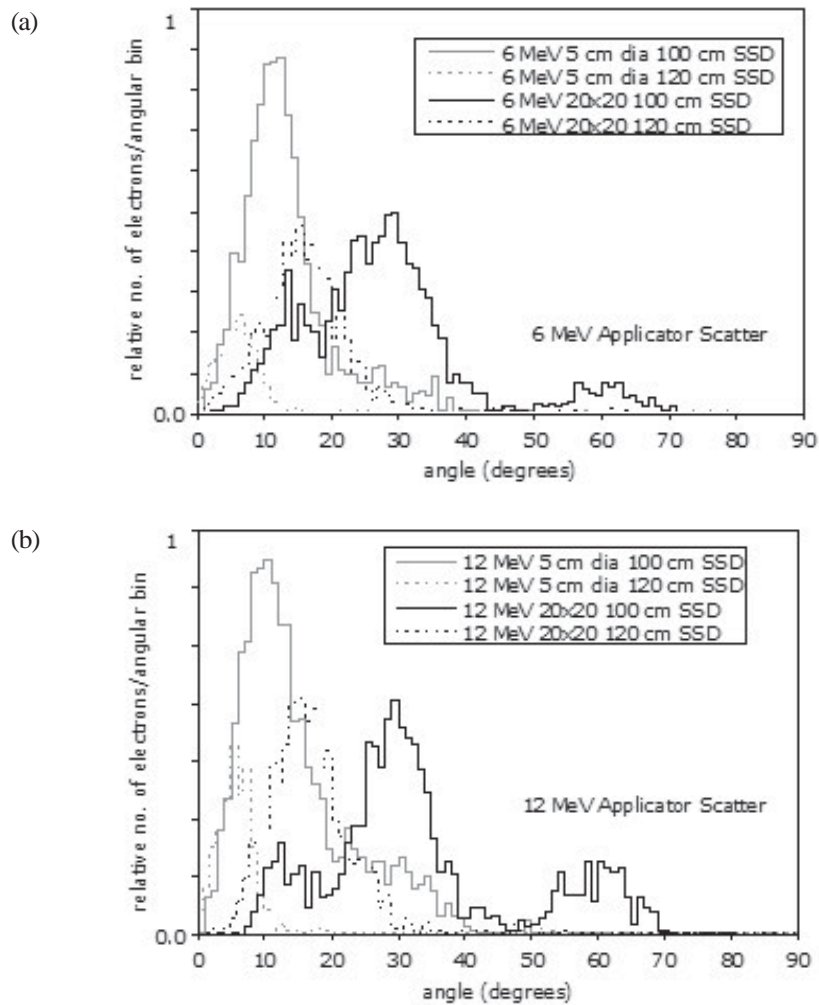 (a)
1
6 MeV 5 cm dia 100 cm SSD
6 MeV 5 cm dia 120 cm SSD
6 MeV 20x20 100 cm SSD
6 MeV 20x20 120 cm SSD
relative no. of electrons/angular bin
6 MeV Applicator Scatter
0.0
0 10 20 30 40 50 60 70 80 90
angle (degrees)
(b)
1
12 MeV 5 cm dia 100 cm SSD
12 MeV 5 cm dia 120 cm SSD
12 MeV 20x20 100 cm SSD
12 MeV 20x20 120 cm SSD
relative no. of electrons/angular bin
12 MeV Applicator Scatter
0.0
0 10 20 30 40 50 60 70 80 90
angle (degrees)